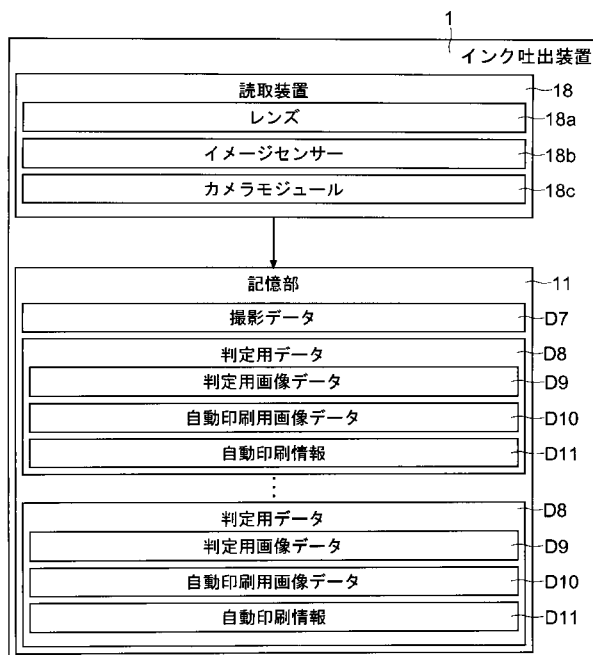 1
インク吐出装置
読取装置 18
レンズ 18a
イメージセンサー 18b
カメラモジュール 18c
記憶部 11
撮影データ D7
判定用データ D8
判定用画像データ D9
自動印刷用画像データ D10
自動印刷情報 D11
⋮
判定用データ D8
判定用画像データ D9
自動印刷用画像データ D10
自動印刷情報 D11